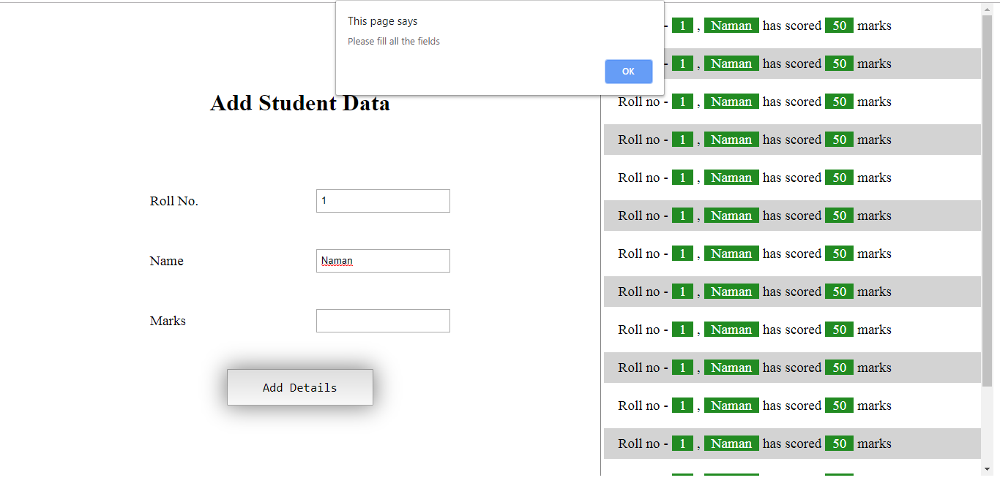 This page says
Please fill all the fields
OK
Add Student Data
Roll No.
1
Name
Naman
Marks
Add Details
- 1 , Naman has scored 50 marks
- 1 , Naman has scored 50 marks
Roll no - 1 , Naman has scored 50 marks
Roll no - 1 , Naman has scored 50 marks
Roll no - 1 , Naman has scored 50 marks
Roll no - 1 , Naman has scored 50 marks
Roll no - 1 , Naman has scored 50 marks
Roll no - 1 , Naman has scored 50 marks
Roll no - 1 , Naman has scored 50 marks
Roll no - 1 , Naman has scored 50 marks
Roll no - 1 , Naman has scored 50 marks
Roll no - 1 , Naman has scored 50 marks